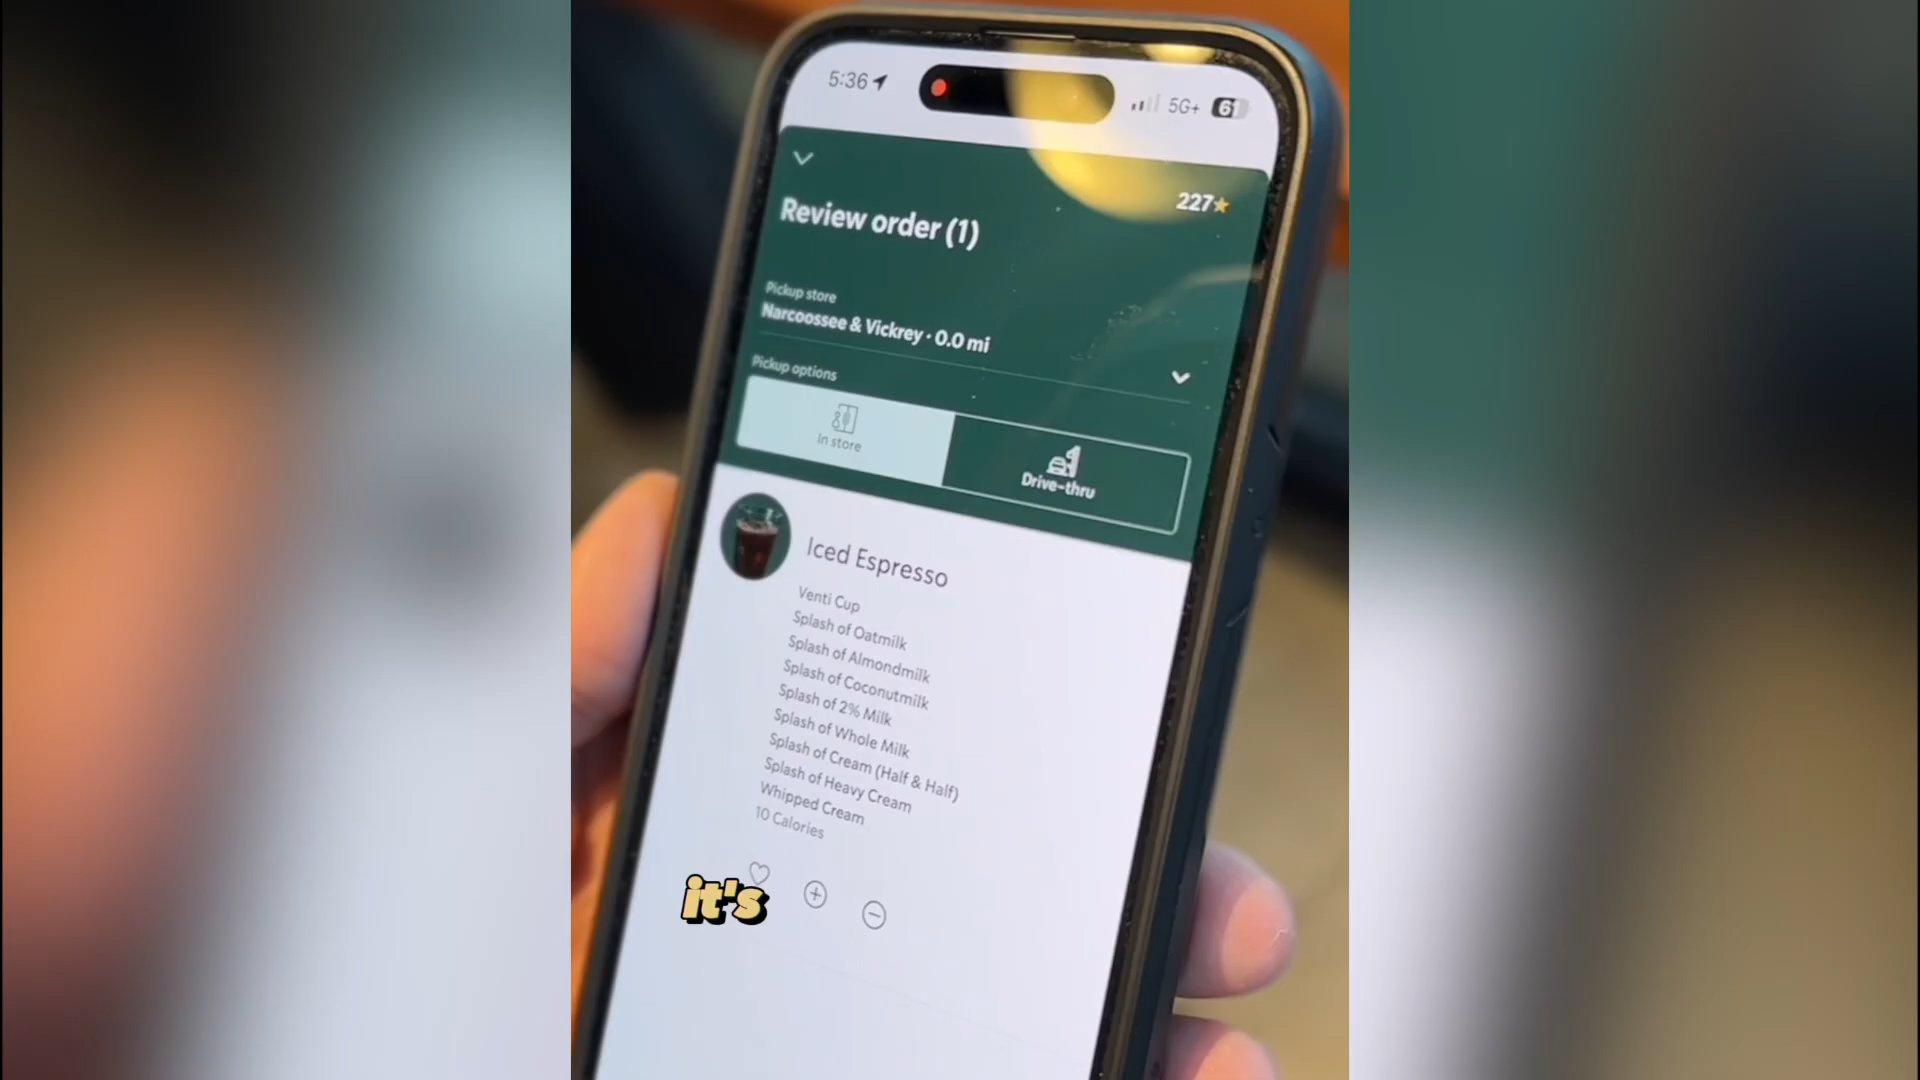 5:36
5G+
61
227
Review order (1)
Pickup store
Narcoossee & Vickrey · 0.0 mi
Pickup options
In store
Drive-thru
Iced Espresso
Venti Cup
Splash of Oatmilk
Splash of Almondmilk
Splash of Coconutmilk
Splash of 2% Milk
Splash of Whole Milk
Splash of Cream (Half & Half)
Splash of Heavy Cream
Whipped Cream
10 Calories
it's